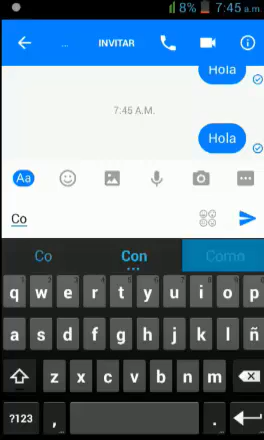 8% 7:45 a.m.
... INVITAR
Hola
7:45 A.M.
Hola
Aa
Co
Co Con Como
q w e r t y u i o p
a s d f g h j k l ñ
z x c v b n m
?123 , .